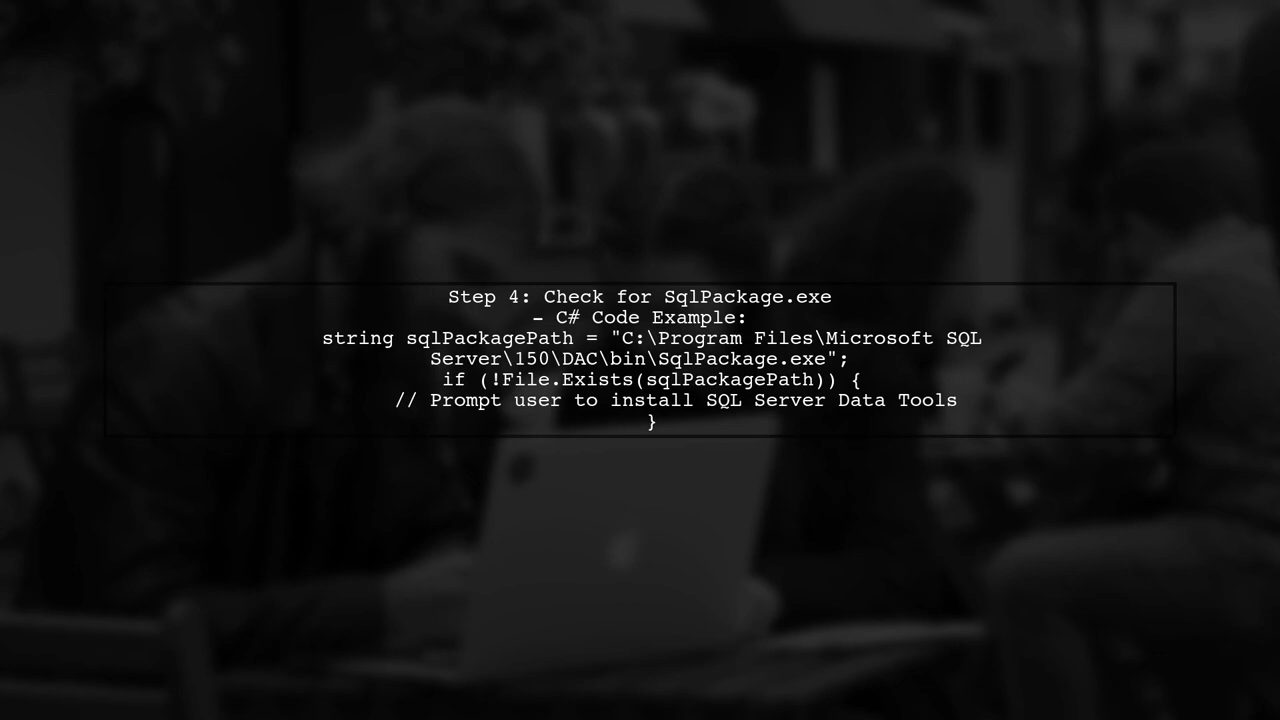 Step 4: Check for SqlPackage.exe
– C# Code Example:
string sqlPackagePath = "C:\Program Files\Microsoft SQL
Server\150\DAC\bin\SqlPackage.exe";
if (!File.Exists(sqlPackagePath)) {
// Prompt user to install SQL Server Data Tools
}